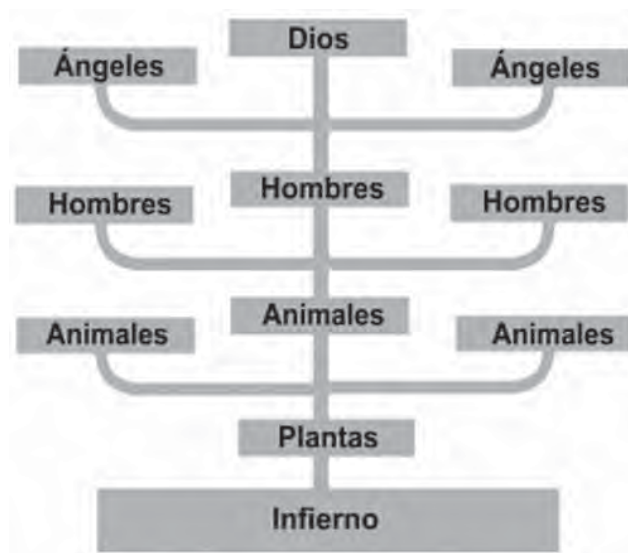 Dios
Ángeles
Ángeles
Hombres
Hombres
Hombres
Animales
Animales
Animales
Plantas
Infierno